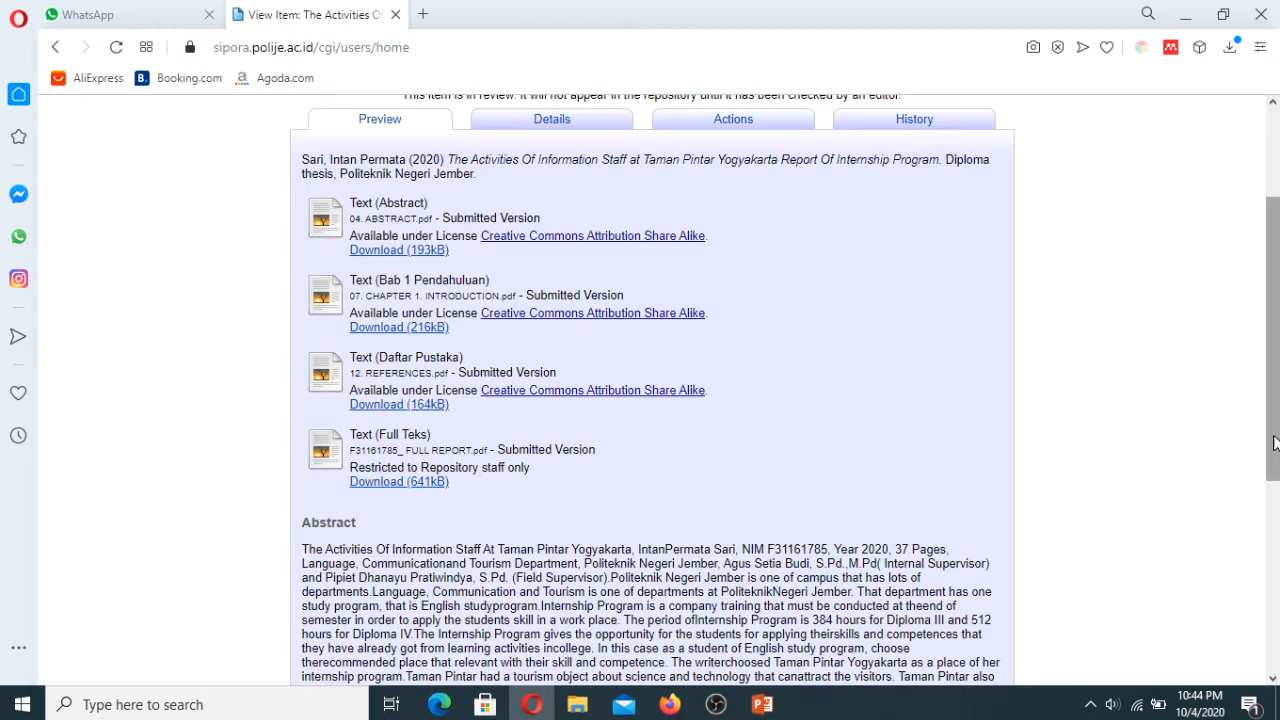 WhatsApp
View Item: The Activities Of
sipora.polije.ac.id/cgi/users/home
AliExpress
B. Booking.com
a Agoda.com
This item is in review. It will not appear in the repository until it has been checked by an editor.
Preview
Details
Actions
History
Sari, Intan Permata (2020) The Activities Of Information Staff at Taman Pintar Yogyakarta Report Of Internship Program. Diploma
thesis, Politeknik Negeri Jember.
Text (Abstract)
04. ABSTRACT.pdf - Submitted Version
Available under License Creative Commons Attribution Share Alike.
Download (193kB)
Text (Bab 1 Pendahuluan)
07. CHAPTER 1. INTRODUCTION.pdf - Submitted Version
Available under License Creative Commons Attribution Share Alike.
Download (216kB)
Text (Daftar Pustaka)
12. REFERENCES.pdf - Submitted Version
Available under License Creative Commons Attribution Share Alike.
Download (164kB)
Text (Full Teks)
F31161785_ FULL REPORT.pdf - Submitted Version
Restricted to Repository staff only
Download (641kB)
Abstract
The Activities Of Information Staff At Taman Pintar Yogyakarta, IntanPermata Sari, NIM F31161785, Year 2020, 37 Pages,
Language, Communicationand Tourism Department, Politeknik Negeri Jember, Agus Setia Budi, S.Pd.,M.Pd( Internal Supervisor)
and Pipiet Dhanayu Pratiwindya, S.Pd. (Field Supervisor).Politeknik Negeri Jember is one of campus that has lots of
departments.Language, Communication and Tourism is one of departments at PoliteknikNegeri Jember. That department has one
study program, that is English studyprogram.Internship Program is a company training that must be conducted at theend of
semester in order to apply the students skill in a work place. The period ofInternship Program is 384 hours for Diploma III and 512
hours for Diploma IV.The Internship Program gives the opportunity for the students for applying theirskills and competences that
they have already got from learning activities incollege. In this case as a student of English study program, choose
therecommended place that relevant with their skill and competence. The writerchoosed Taman Pintar Yogyakarta as a place of her
internship program.Taman Pintar had a tourism object about science and technology that canattract the visitors. Taman Pintar also
Type here to search
10:44 PM
10/4/2020
1